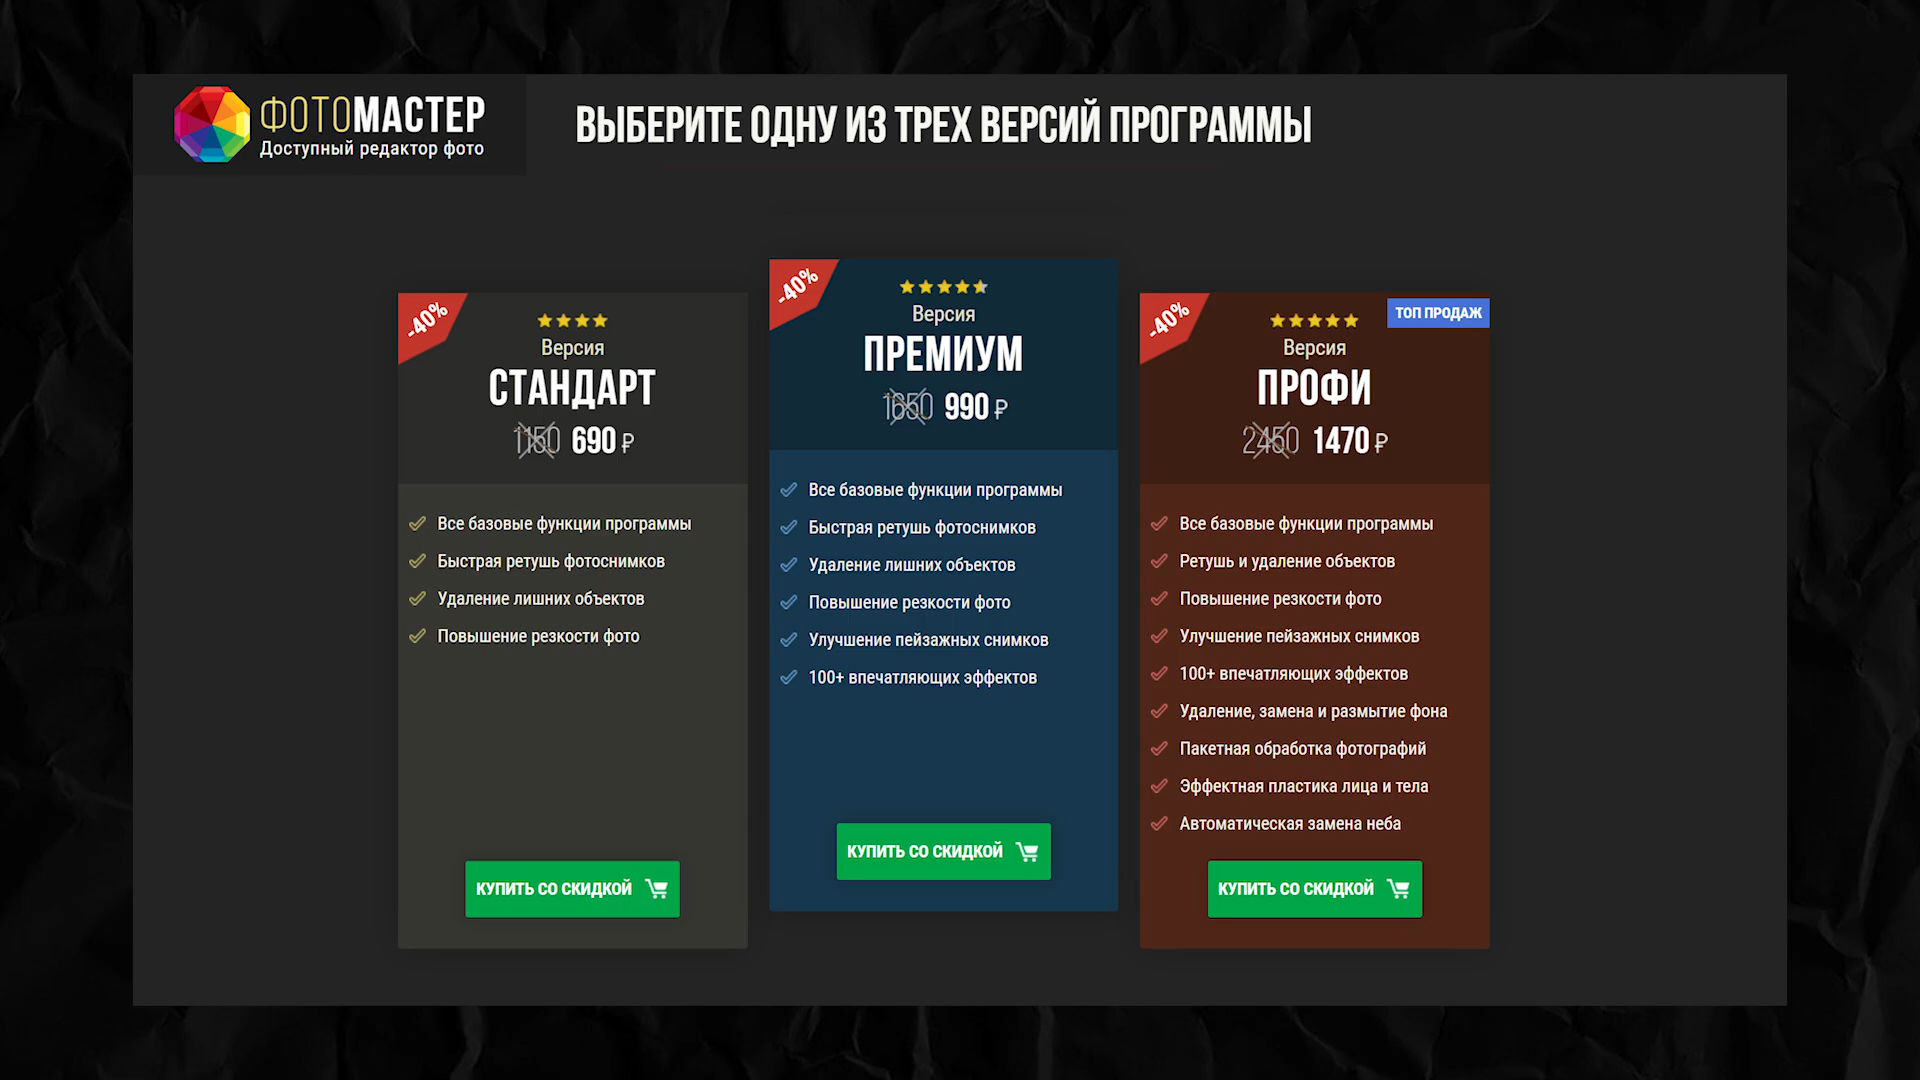 ФОТОМАСТЕР
Доступный редактор фото
ВЫБЕРИТЕ ОДНУ ИЗ ТРЕХ ВЕРСИЙ ПРОГРАММЫ
-40%
Версия
СТАНДАРТ
1150 690 ₽
Все базовые функции программы
Быстрая ретушь фотоснимков
Удаление лишних объектов
Повышение резкости фото
КУПИТЬ СО СКИДКОЙ
-40%
Версия
ПРЕМИУМ
1650 990 ₽
Все базовые функции программы
Быстрая ретушь фотоснимков
Удаление лишних объектов
Повышение резкости фото
Улучшение пейзажных снимков
100+ впечатляющих эффектов
КУПИТЬ СО СКИДКОЙ
-40%
ТОП ПРОДАЖ
Версия
ПРОФИ
2450 1470 ₽
Все базовые функции программы
Ретушь и удаление объектов
Повышение резкости фото
Улучшение пейзажных снимков
100+ впечатляющих эффектов
Удаление, замена и размытие фона
Пакетная обработка фотографий
Эффектная пластика лица и тела
Автоматическая замена неба
КУПИТЬ СО СКИДКОЙ